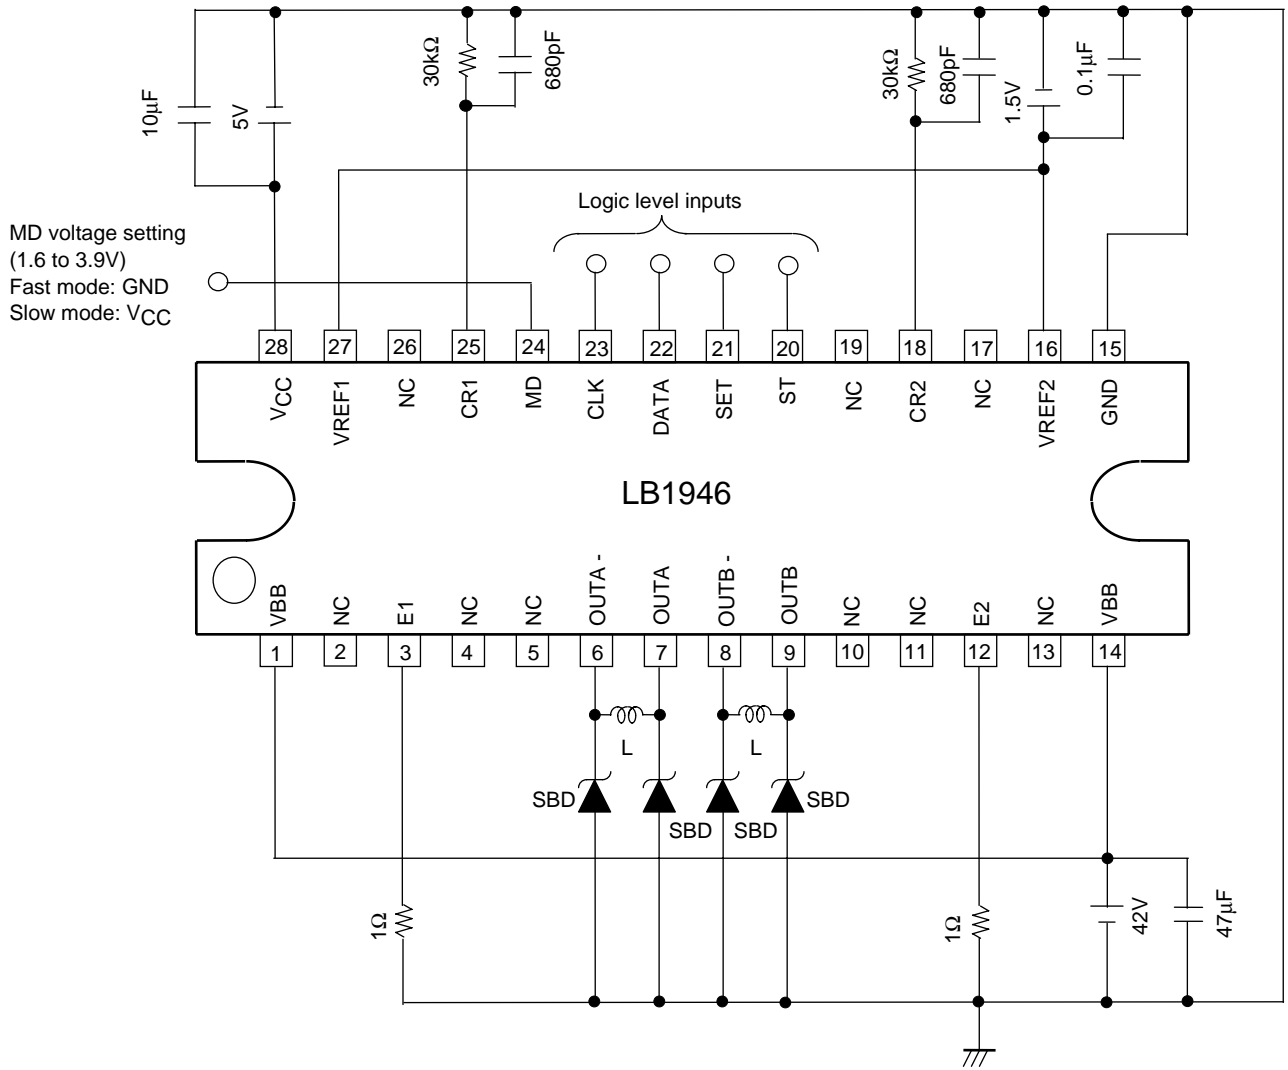 10µF
5V
30kΩ
680pF
30kΩ
680pF
1.5V
0.1µF
Logic level inputs
MD voltage setting
(1.6 to 3.9V)
Fast mode: GND
Slow mode: VCC
28 27 26 25 24 23 22 21 20 19 18 17 16 15
VCC
VREF1
NC
CR1
MD
CLK
DATA
SET
ST
NC
CR2
NC
VREF2
GND
LB1946
VBB
NC
E1
NC
NC
OUTA -
OUTA
OUTB -
OUTB
NC
NC
E2
NC
VBB
1 2 3 4 5 6 7 8 9 10 11 12 13 14
L
L
SBD
SBD
SBD
SBD
1Ω
1Ω
42V
47µF